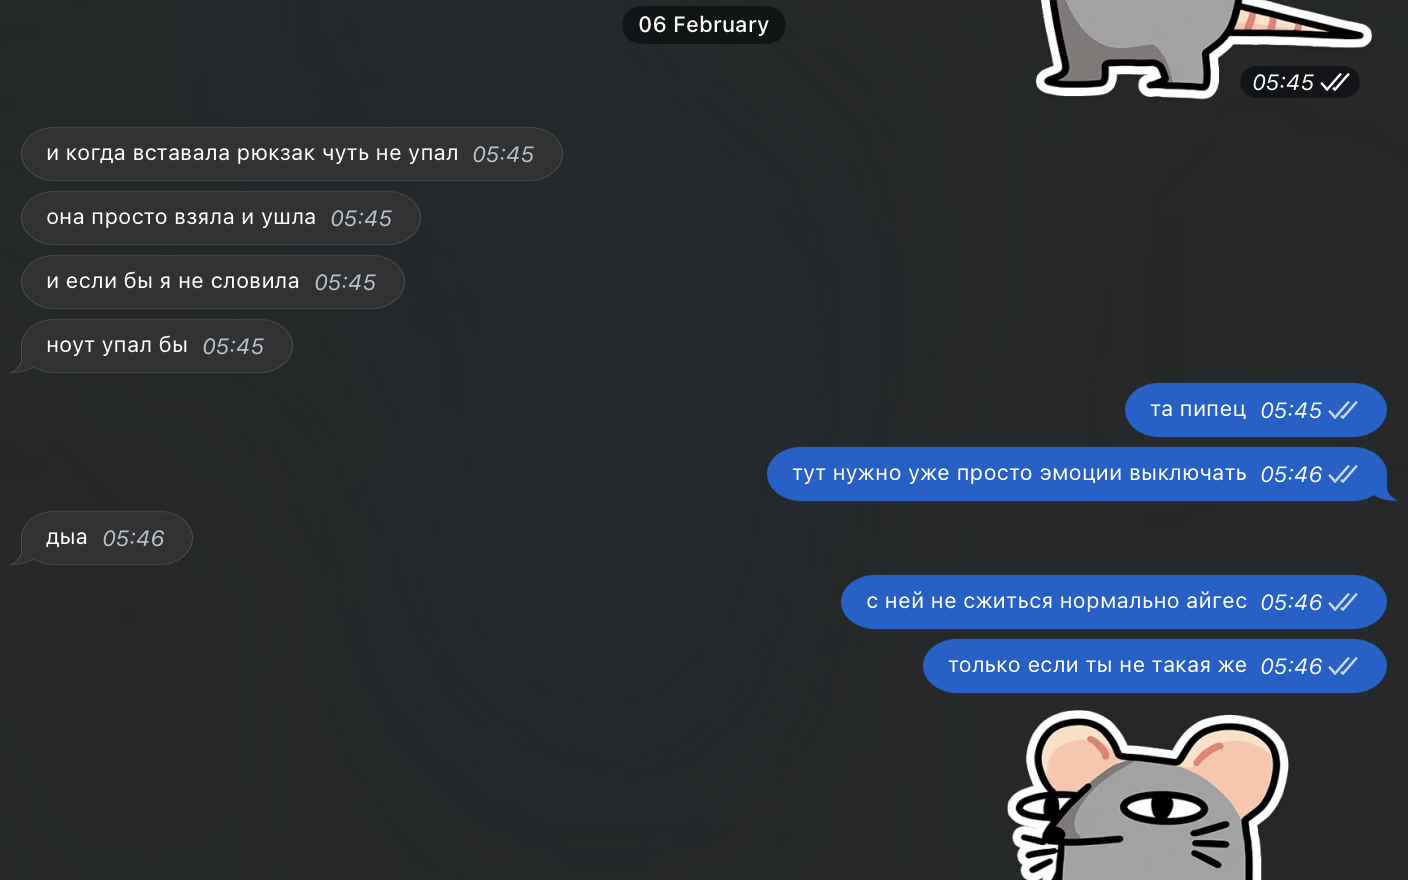 06 February
05:45
и когда вставала рюкзак чуть не упал 05:45
она просто взяла и ушла 05:45
и если бы я не словила 05:45
ноут упал бы 05:45
та пипец 05:45
тут нужно уже просто эмоции выключать 05:46
дыа 05:46
с ней не сжиться нормально айгес 05:46
только если ты не такая же 05:46